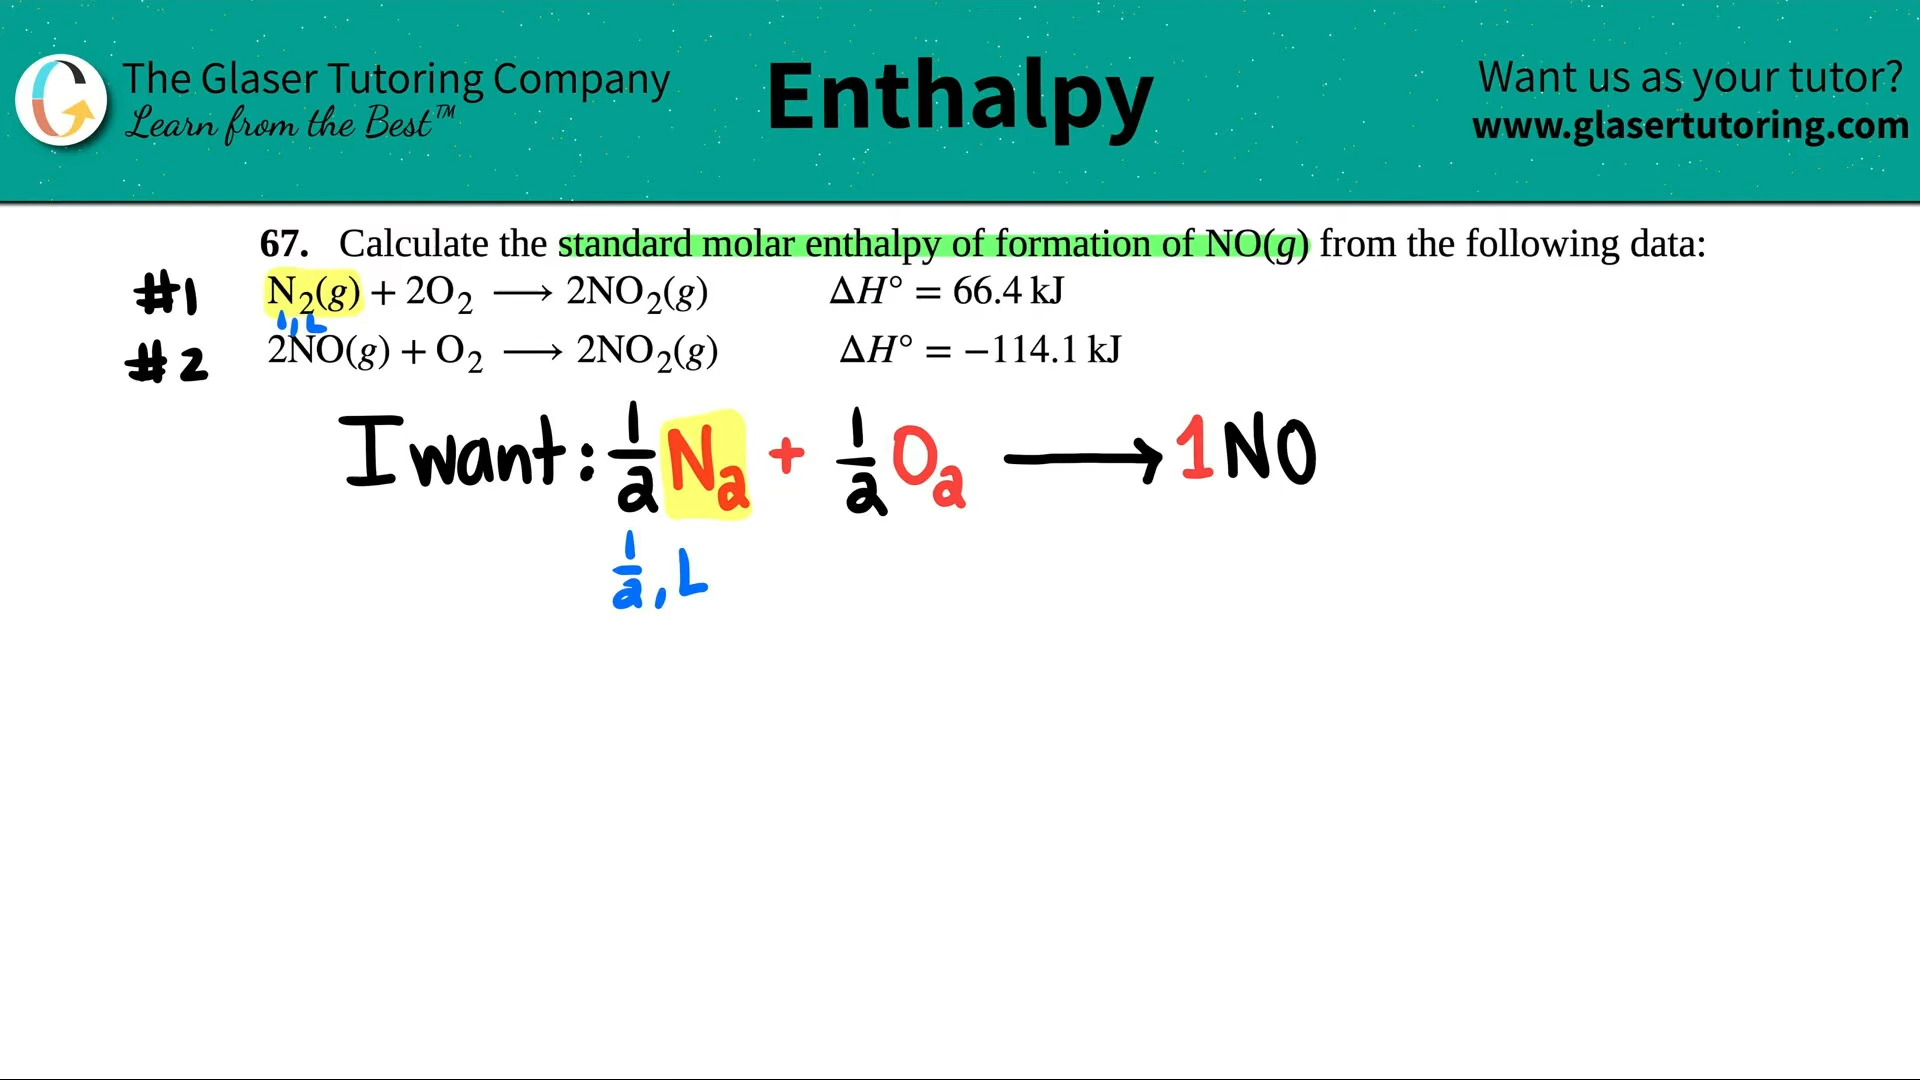 The Glaser Tutoring Company
Learn from the Best™
Enthalpy
Want us as your tutor?
www.glasertutoring.com
67. Calculate the standard molar enthalpy of formation of NO(g) from the following data:
#1 N₂(g) + 2O₂ ⟶ 2NO₂(g) ΔH° = 66.4 kJ
1, L
#2 2NO(g) + O₂ ⟶ 2NO₂(g) ΔH° = −114.1 kJ
I want: 1/2 N₂ + 1/2 O₂ ⟶ 1NO
1/2, L